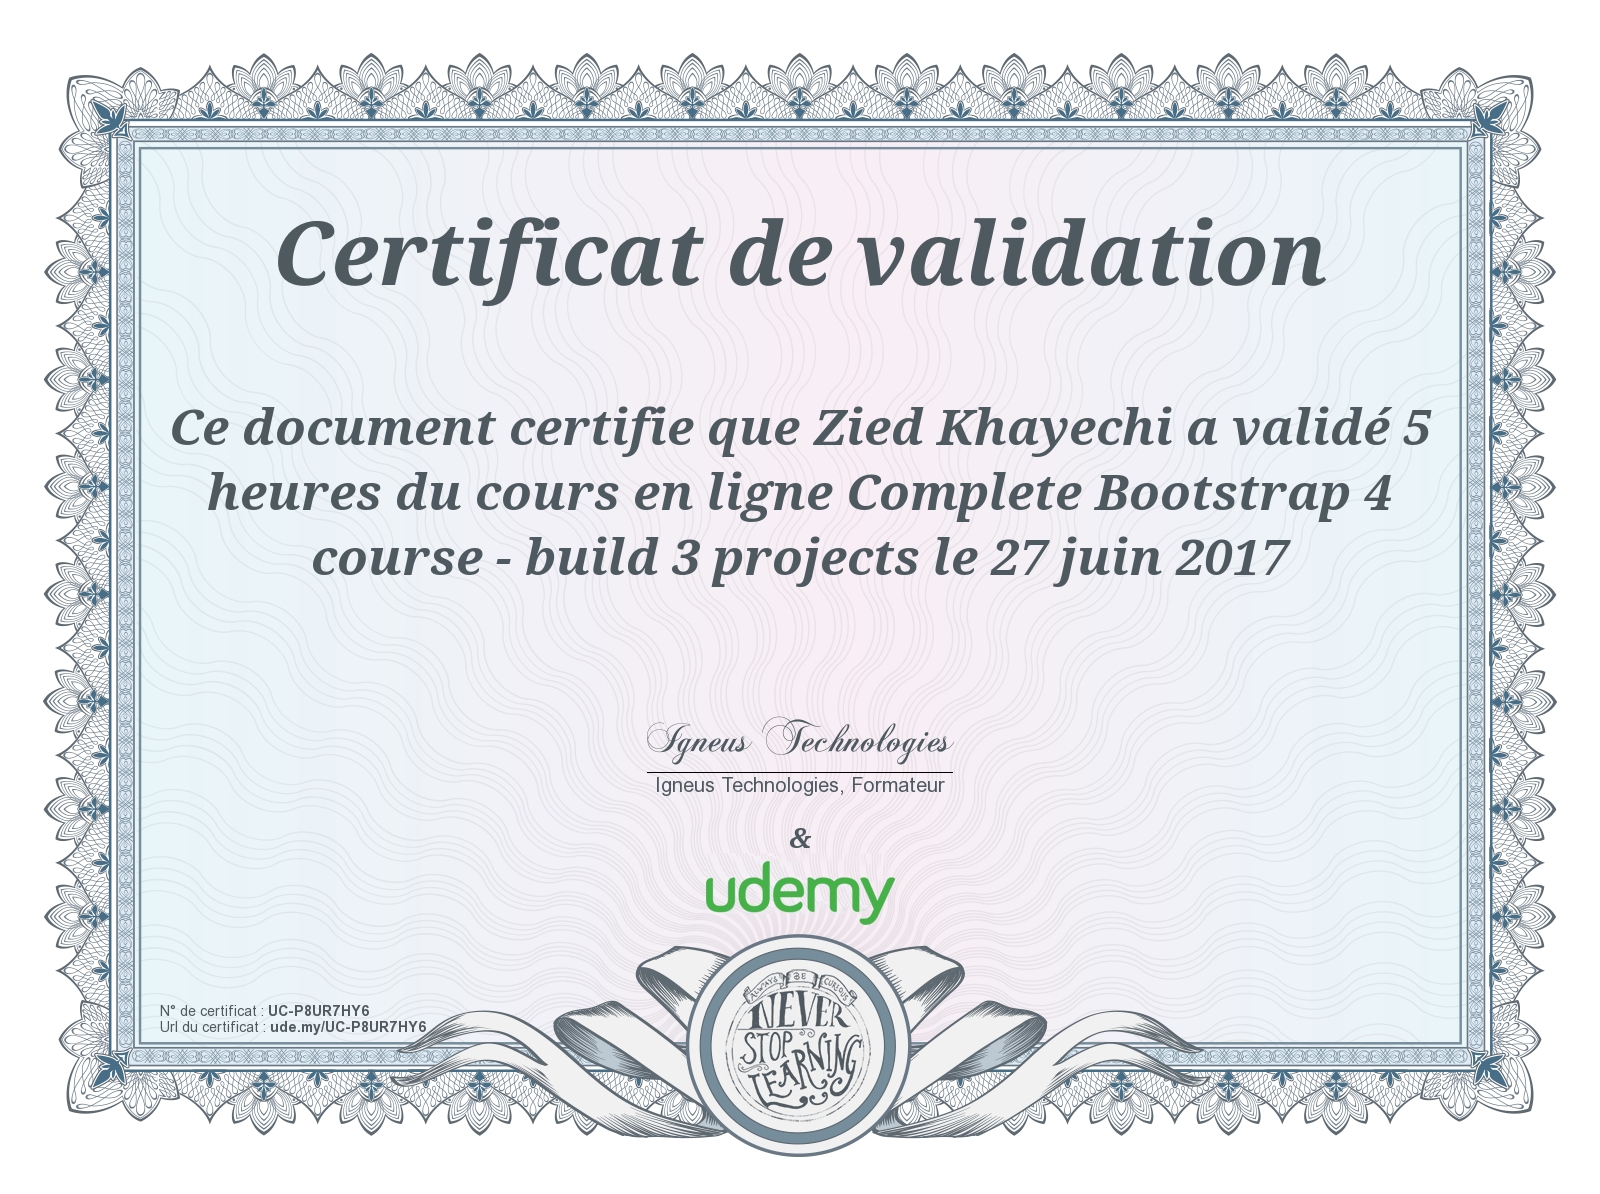 Certificat de validation
Ce document certifie que Zied Khayechi a validé 5
heures du cours en ligne Complete Bootstrap 4
course - build 3 projects le 27 juin 2017
Igneus Technologies
Igneus Technologies, Formateur
&
udemy
ALWAYS BE CURIOUS
NEVER
STOP
LEARNING
N° de certificat : UC-P8UR7HY6
Url du certificat : ude.my/UC-P8UR7HY6